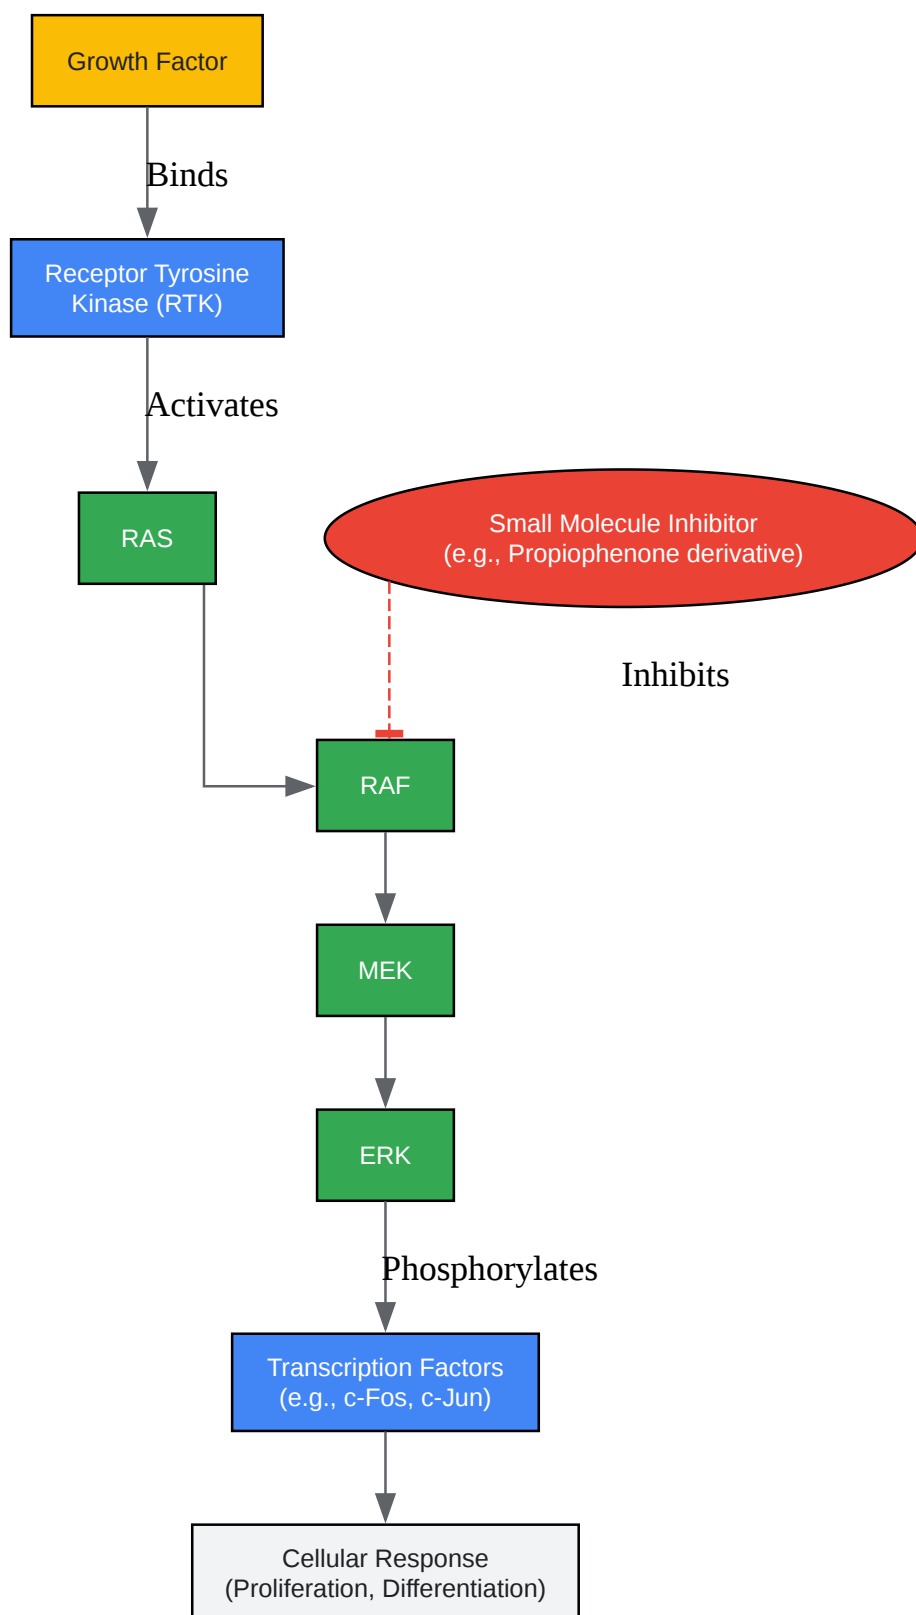 Growth Factor
Binds
Receptor Tyrosine
Kinase (RTK)
Activates
RAS
Small Molecule Inhibitor
(e.g., Propiophenone derivative)
Inhibits
RAF
MEK
ERK
Phosphorylates
Transcription Factors
(e.g., c-Fos, c-Jun)
Cellular Response
(Proliferation, Differentiation)